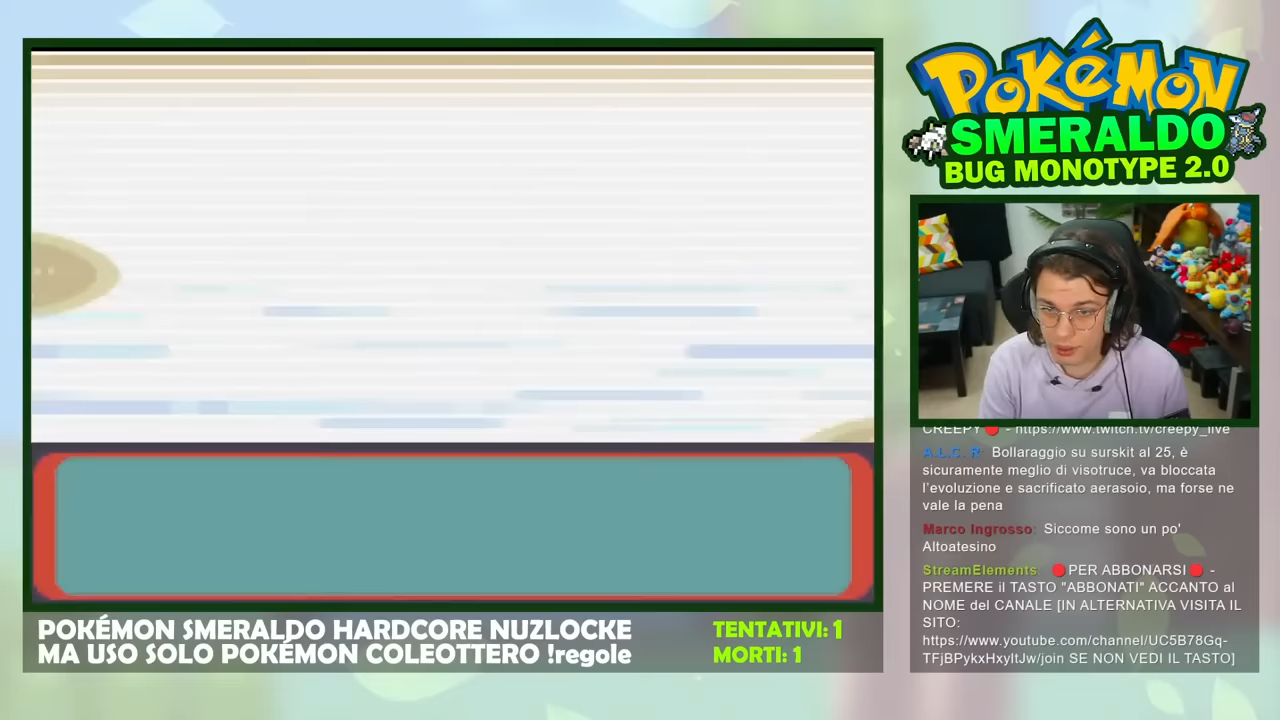 POKÉMON
SMERALDO
BUG MONOTYPE 2.0
CREEPY🔴 - https://www.twitch.tv/creepy_live
A.L.C. R: Bollaraggio su surskit al 25, è
sicuramente meglio di visotruce, va bloccata
l'evoluzione e sacrificato aerasoio, ma forse ne
vale la pena
Marco Ingrosso: Siccome sono un po'
Altoatesino
StreamElements: 🔴PER ABBONARSI🔴 -
PREMERE il TASTO "ABBONATI" ACCANTO al
NOME del CANALE [IN ALTERNATIVA VISITA IL
SITO:
https://www.youtube.com/channel/UC5B78Gq-
TFjBPykxHxyltJw/join SE NON VEDI IL TASTO]
POKÉMON SMERALDO HARDCORE NUZLOCKE
MA USO SOLO POKÉMON COLEOTTERO !regole
TENTATIVI: 1
MORTI: 1